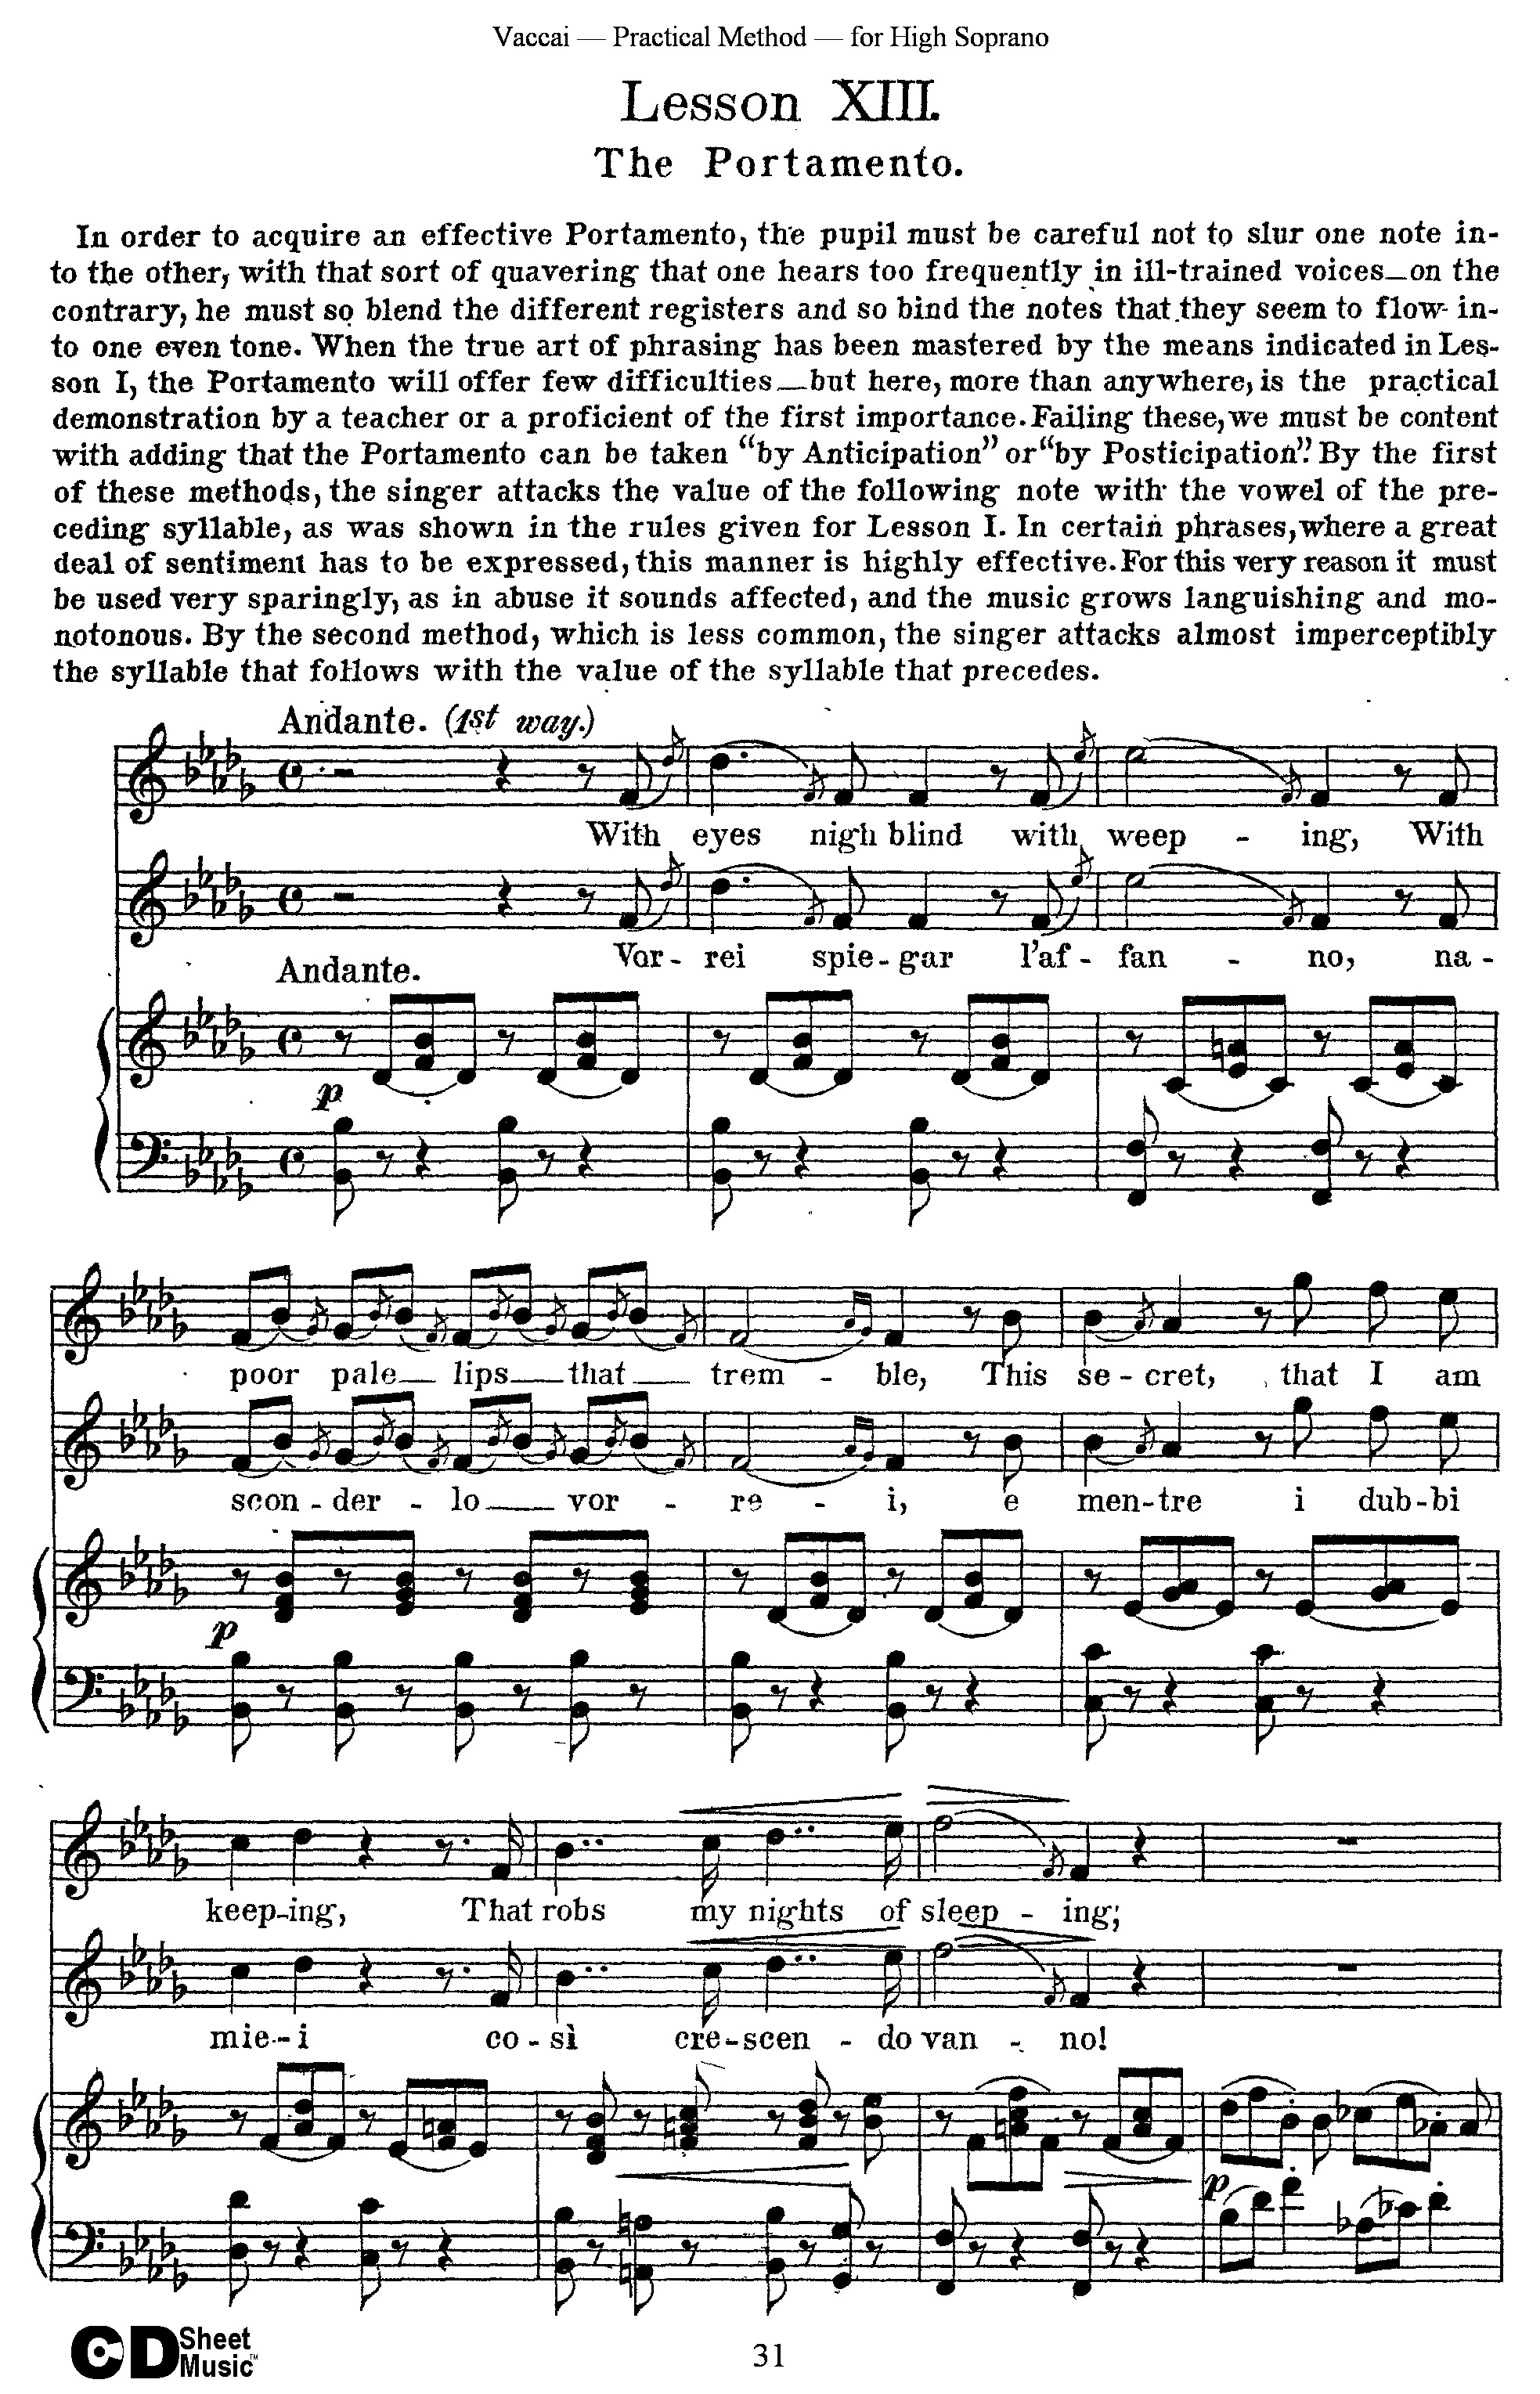 Vaccai — Practical Method — for High Soprano
Lesson XIII.
The Portamento.
In order to acquire an effective Portamento, the pupil must be careful not to slur one note in-
to the other, with that sort of quavering that one hears too frequently in ill-trained voices—on the
contrary, he must so blend the different registers and so bind the notes that they seem to flow in-
to one even tone. When the true art of phrasing has been mastered by the means indicated in Les-
son I, the Portamento will offer few difficulties—but here, more than anywhere, is the practical
demonstration by a teacher or a proficient of the first importance. Failing these, we must be content
with adding that the Portamento can be taken “by Anticipation” or “by Posticipation”. By the first
of these methods, the singer attacks the value of the following note with the vowel of the pre-
ceding syllable, as was shown in the rules given for Lesson I. In certain phrases, where a great
deal of sentiment has to be expressed, this manner is highly effective. For this very reason it must
be used very sparingly, as in abuse it sounds affected, and the music grows languishing and mo-
notonous. By the second method, which is less common, the singer attacks almost imperceptibly
the syllable that follows with the value of the syllable that precedes.
Andante. (1st way.)
With eyes nigh blind with weep - ing, With
Vor- rei spie- gar l'af- fan - no, na-
Andante.
p
poor pale lips that trem - ble, This se- cret, that I am
scon- der - lo vor - re - i, e men-tre i dub-bi
p
keep-ing, That robs my nights of sleep - ing;
mie-i co- sì cre-scen - do van - no!
p
CD Sheet Music™
31